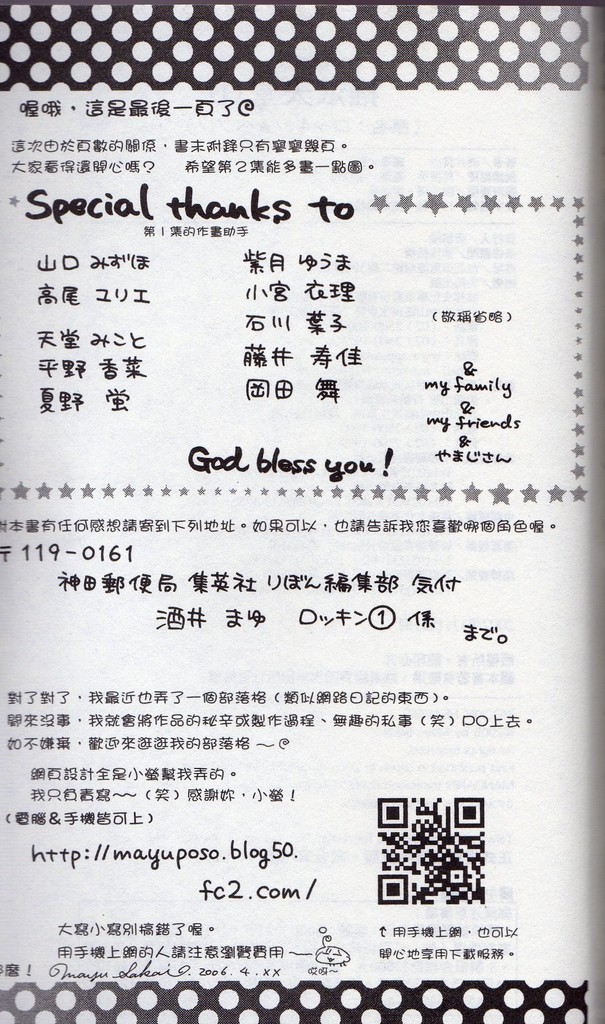 喔哦，這是最後一頁了@
這次由於頁數的關係，書末附錄只有寥寥幾頁。
大家看得還開心嗎？ 希望第2集能多畫一點圖。
Special thanks to
第1集的作畫助手
山口 みずほ
高尾 ユリエ
天堂 みこと
平野 香菜
夏野 蛍
紫月 ゆうま
小宮 衣理
石川 葉子
藤井 寿佳
岡田 舞
（敬稱省略）
&
my family
&
my friends
&
やまじさん
God bless you!
對本書有任何感想請寄到下列地址。如果可以，也請告訴我您喜歡哪個角色喔。
〒119-0161
神田郵便局 集英社 りぼん編集部 気付
酒井 まゆ ロッキン① 係
まで。
對了對了，我最近也弄了一個部落格（類似網路日記的東西）。
閒來沒事，我就會將作品的秘辛或製作過程、無趣的私事（笑）PO上去。
如不嫌棄，歡迎來逛逛我的部落格～@
網頁設計全是小螢幫我弄的。
我只負責寫～～（笑）感謝妳，小螢！
（電腦&手機皆可上）
http://mayuposo.blog50.
fc2.com/
大寫小寫別搞錯了喔。
用手機上網的人請注意瀏覽費用～
哎呀～
↑用手機上網，也可以
開心地享用下載服務。
麼！ Mayu Sakai 2006.4.XX